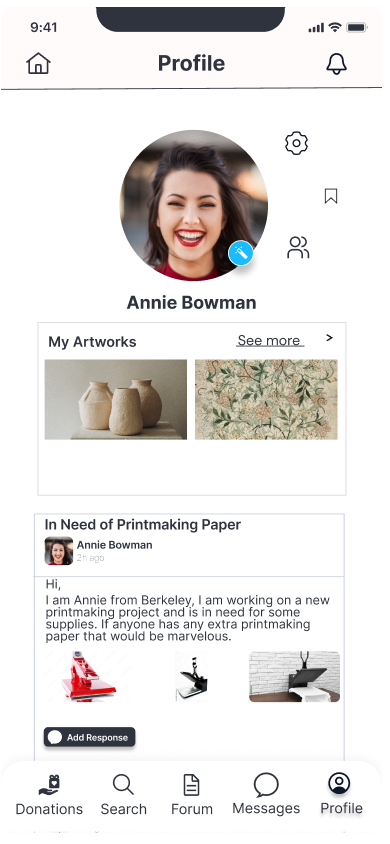 9:41
Profile
Annie Bowman
My Artworks
See more >
In Need of Printmaking Paper
Annie Bowman
2h ago
Hi,
I am Annie from Berkeley, I am working on a new
printmaking project and is in need for some
supplies. If anyone has any extra printmaking
paper that would be marvelous.
Add Response
Donations Search Forum Messages Profile